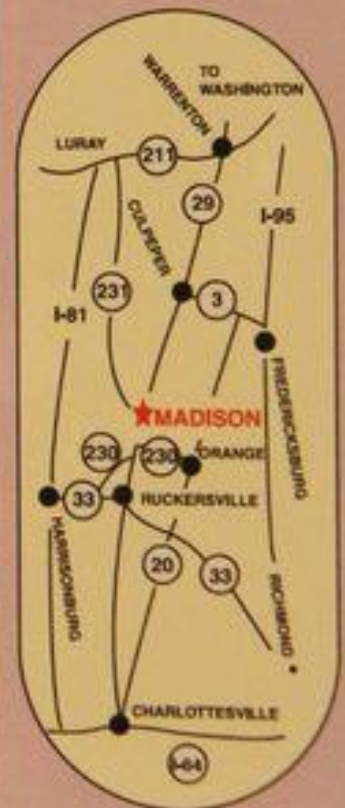 WARRENTON
TO
WASHINGTON
LURAY
211
CULPEPER
29
I-95
231
3
I-81
MADISON
FREDERICKSBURG
230
230
ORANGE
33
RUCKERSVILLE
HARRISONBURG
20
33
RICHMOND
CHARLOTTESVILLE
I-64